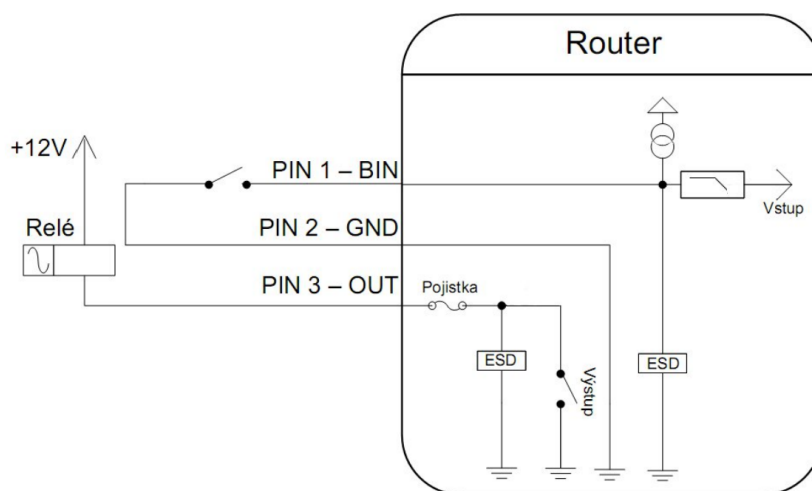 Router
+12V
PIN 1 – BIN
Vstup
PIN 2 – GND
Relé
PIN 3 – OUT
Pojistka
ESD
Výstup
ESD